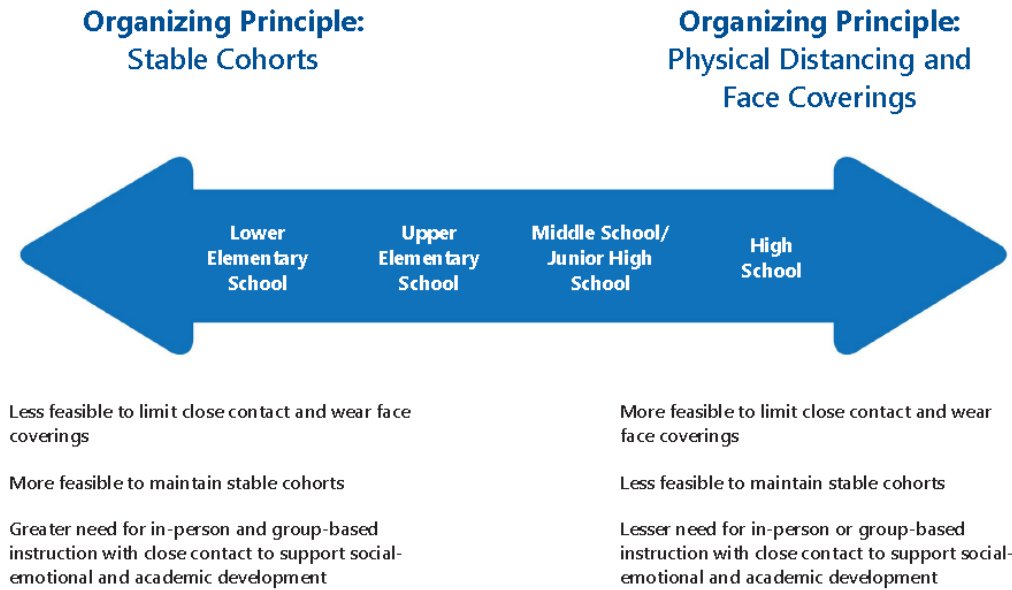 Organizing Principle:
Stable Cohorts
Organizing Principle:
Physical Distancing and
Face Coverings
Lower
Elementary
School
Upper
Elementary
School
Middle School/
Junior High
School
High
School
Less feasible to limit close contact and wear face
coverings
More feasible to maintain stable cohorts
Greater need for in-person and group-based
instruction with close contact to support social-
emotional and academic development
More feasible to limit close contact and wear
face coverings
Less feasible to maintain stable cohorts
Lesser need for in-person or group-based
instruction with close contact to support social-
emotional and academic development